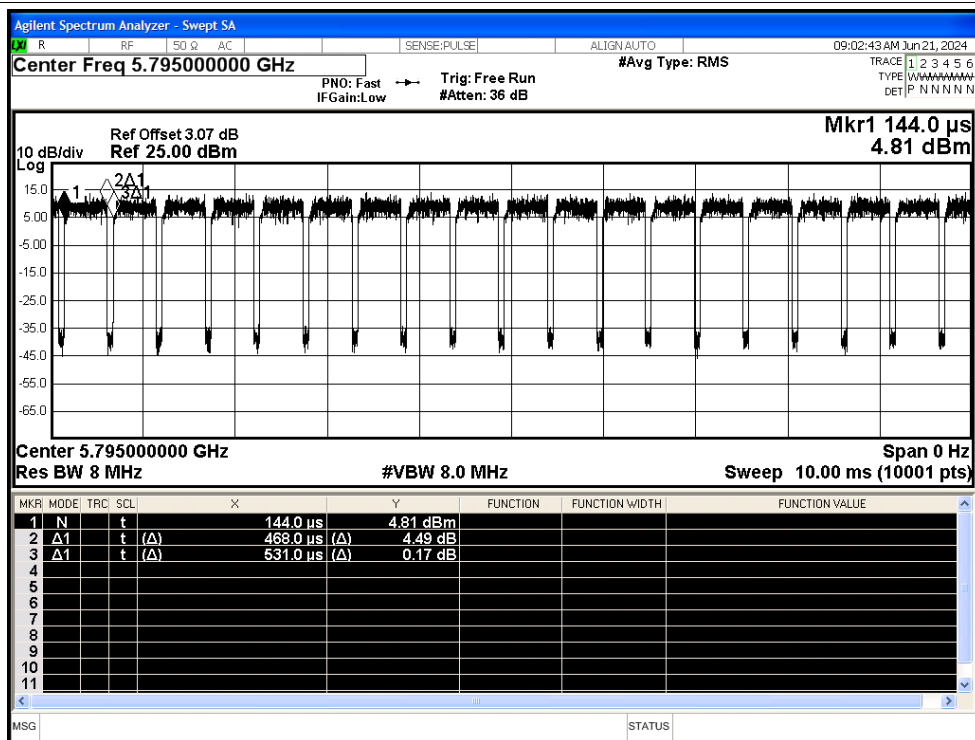 Agilent Spectrum Analyzer - Swept SA
LXI R RF 50 Ω AC SENSE:PULSE ALIGN AUTO 09:02:43 AM Jun 21, 2024
Center Freq 5.795000000 GHz #Avg Type: RMS TRACE 1 2 3 4 5 6
PNO: Fast Trig: Free Run TYPE
IFGain:Low #Atten: 36 dB DET P N N N N N
Mkr1 144.0 µs
4.81 dBm
Ref Offset 3.07 dB
10 dB/div Ref 25.00 dBm
Log
15.0
5.00
-5.00
-15.0
-25.0
-35.0
-45.0
-55.0
-65.0
1 2Δ1
3Δ1
Center 5.795000000 GHz Span 0 Hz
Res BW 8 MHz #VBW 8.0 MHz Sweep 10.00 ms (10001 pts)
MKR MODE TRC SCL X Y FUNCTION FUNCTION WIDTH FUNCTION VALUE
1 N t 144.0 µs 4.81 dBm
2 Δ1 t (Δ) 468.0 µs (Δ) 4.49 dB
3 Δ1 t (Δ) 531.0 µs (Δ) 0.17 dB
4
5
6
7
8
9
10
11
MSG STATUS